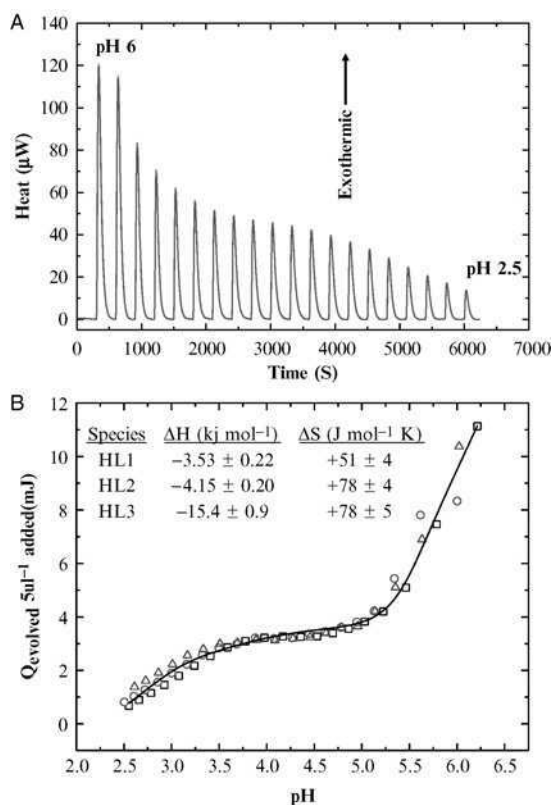 A
140
pH 6
120
100
80
60
40
20
0
Heat (µW)
Exothermic
pH 2.5
0 1000 2000 3000 4000 5000 6000 7000
Time (S)
B
12
10
8
6
4
2
0
Qevolved 5ul⁻¹ added(mJ)
Species ΔH (kj mol⁻¹) ΔS (J mol⁻¹ K)
HL1 −3.53 ± 0.22 +51 ± 4
HL2 −4.15 ± 0.20 +78 ± 4
HL3 −15.4 ± 0.9 +78 ± 5
2.0 2.5 3.0 3.5 4.0 4.5 5.0 5.5 6.0 6.5
pH